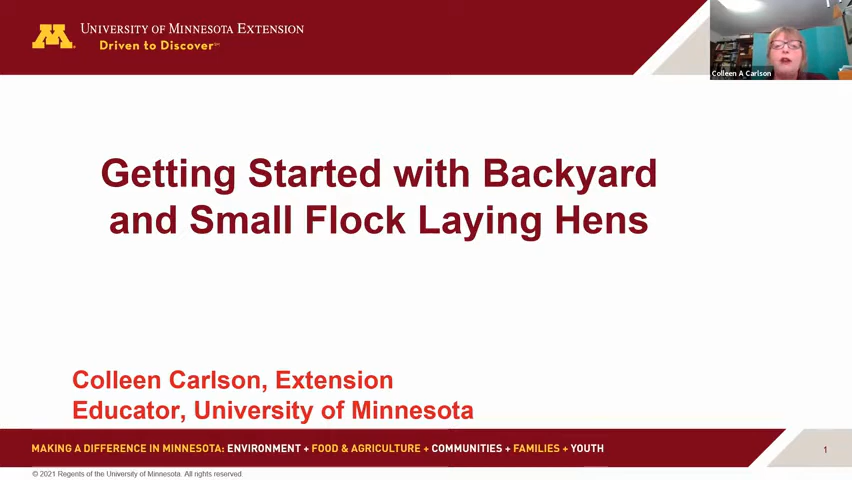 UNIVERSITY OF MINNESOTA EXTENSION
Driven to Discover℠
Colleen A Carlson
Getting Started with Backyard
and Small Flock Laying Hens
Colleen Carlson, Extension
Educator, University of Minnesota
MAKING A DIFFERENCE IN MINNESOTA: ENVIRONMENT + FOOD & AGRICULTURE + COMMUNITIES + FAMILIES + YOUTH
1
© 2021 Regents of the University of Minnesota. All rights reserved.